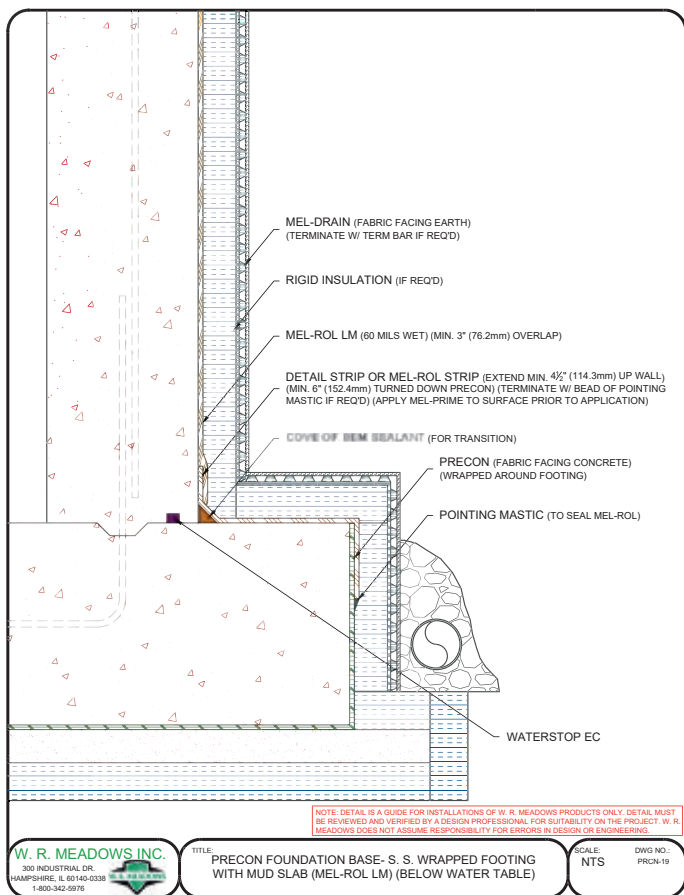 MEL-DRAIN (FABRIC FACING EARTH)
(TERMINATE W/ TERM BAR IF REQ'D)
RIGID INSULATION (IF REQ'D)
MEL-ROL LM (60 MILS WET) (MIN. 3" (76.2mm) OVERLAP)
DETAIL STRIP OR MEL-ROL STRIP (EXTEND MIN. 4½" (114.3mm) UP WALL)
(MIN. 6" (152.4mm) TURNED DOWN PRECON) (TERMINATE W/ BEAD OF POINTING
MASTIC IF REQ'D) (APPLY MEL-PRIME TO SURFACE PRIOR TO APPLICATION)
COVE OF BEM SEALANT (FOR TRANSITION)
PRECON (FABRIC FACING CONCRETE)
(WRAPPED AROUND FOOTING)
POINTING MASTIC (TO SEAL MEL-ROL)
WATERSTOP EC
NOTE: DETAIL IS A GUIDE FOR INSTALLATIONS OF W. R. MEADOWS PRODUCTS ONLY. DETAIL MUST
BE REVIEWED AND VERIFIED BY A DESIGN PROFESSIONAL FOR SUITABILITY ON THE PROJECT. W. R.
MEADOWS DOES NOT ASSUME RESPONSIBILITY FOR ERRORS IN DESIGN OR ENGINEERING.
W. R. MEADOWS INC.
300 INDUSTRIAL DR.
HAMPSHIRE, IL 60140-0338
1-800-342-5976
W. R. MEADOWS
TITLE:
PRECON FOUNDATION BASE- S. S. WRAPPED FOOTING
WITH MUD SLAB (MEL-ROL LM) (BELOW WATER TABLE)
SCALE:
NTS
DWG NO.:
PRCN-19